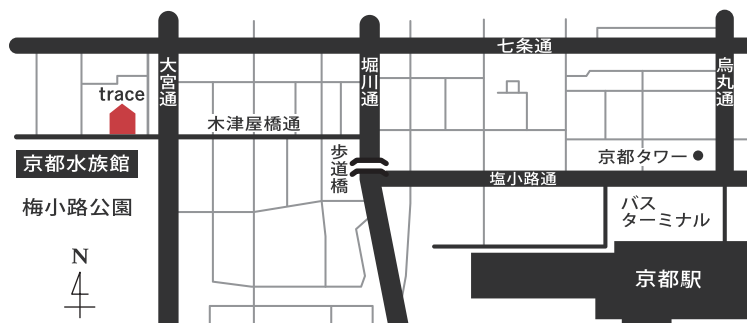 七条通
大宮通
堀川通
烏丸通
trace
木津屋橋通
京都水族館
歩道橋
京都タワー
塩小路通
梅小路公園
バス
ターミナル
N
京都駅